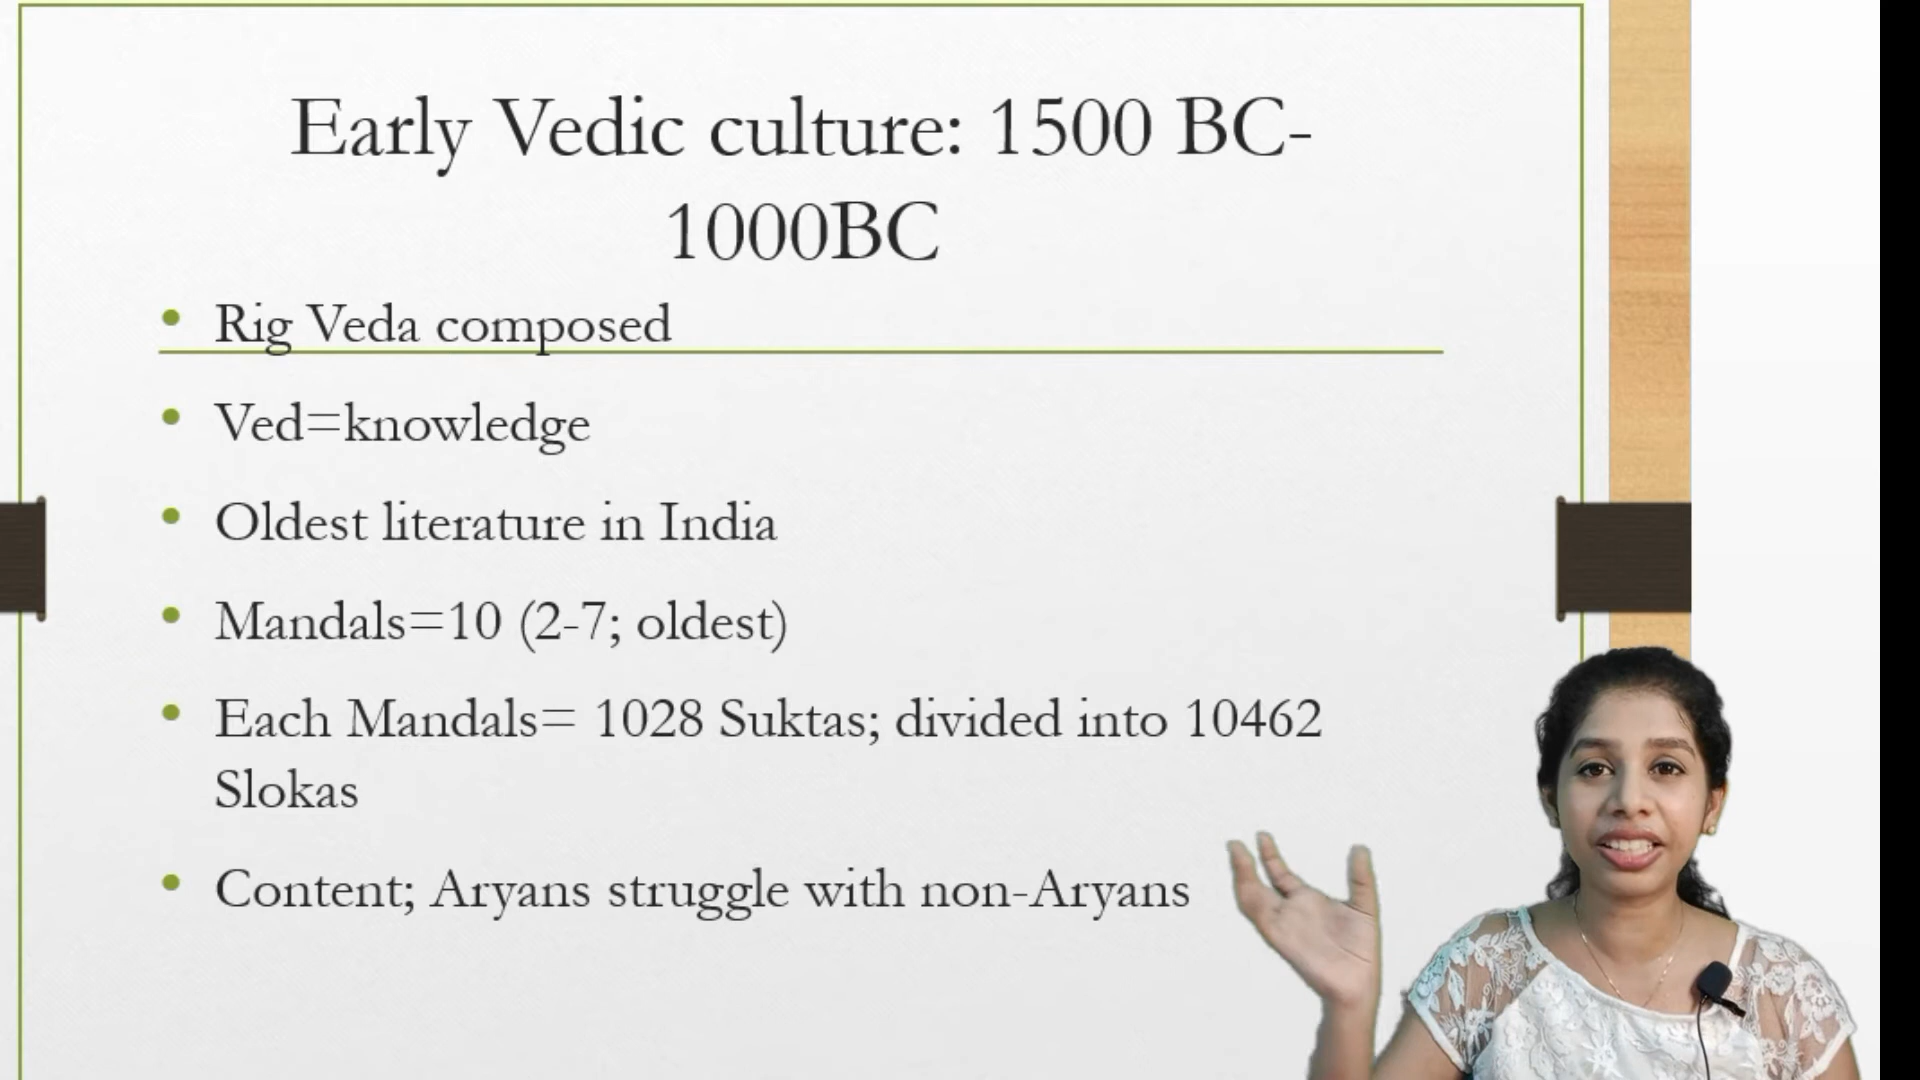 Early Vedic culture: 1500 BC-
1000BC
• Rig Veda composed
• Ved=knowledge
• Oldest literature in India
• Mandals=10 (2-7; oldest)
• Each Mandals= 1028 Suktas; divided into 10462
Slokas
• Content; Aryans struggle with non-Aryans